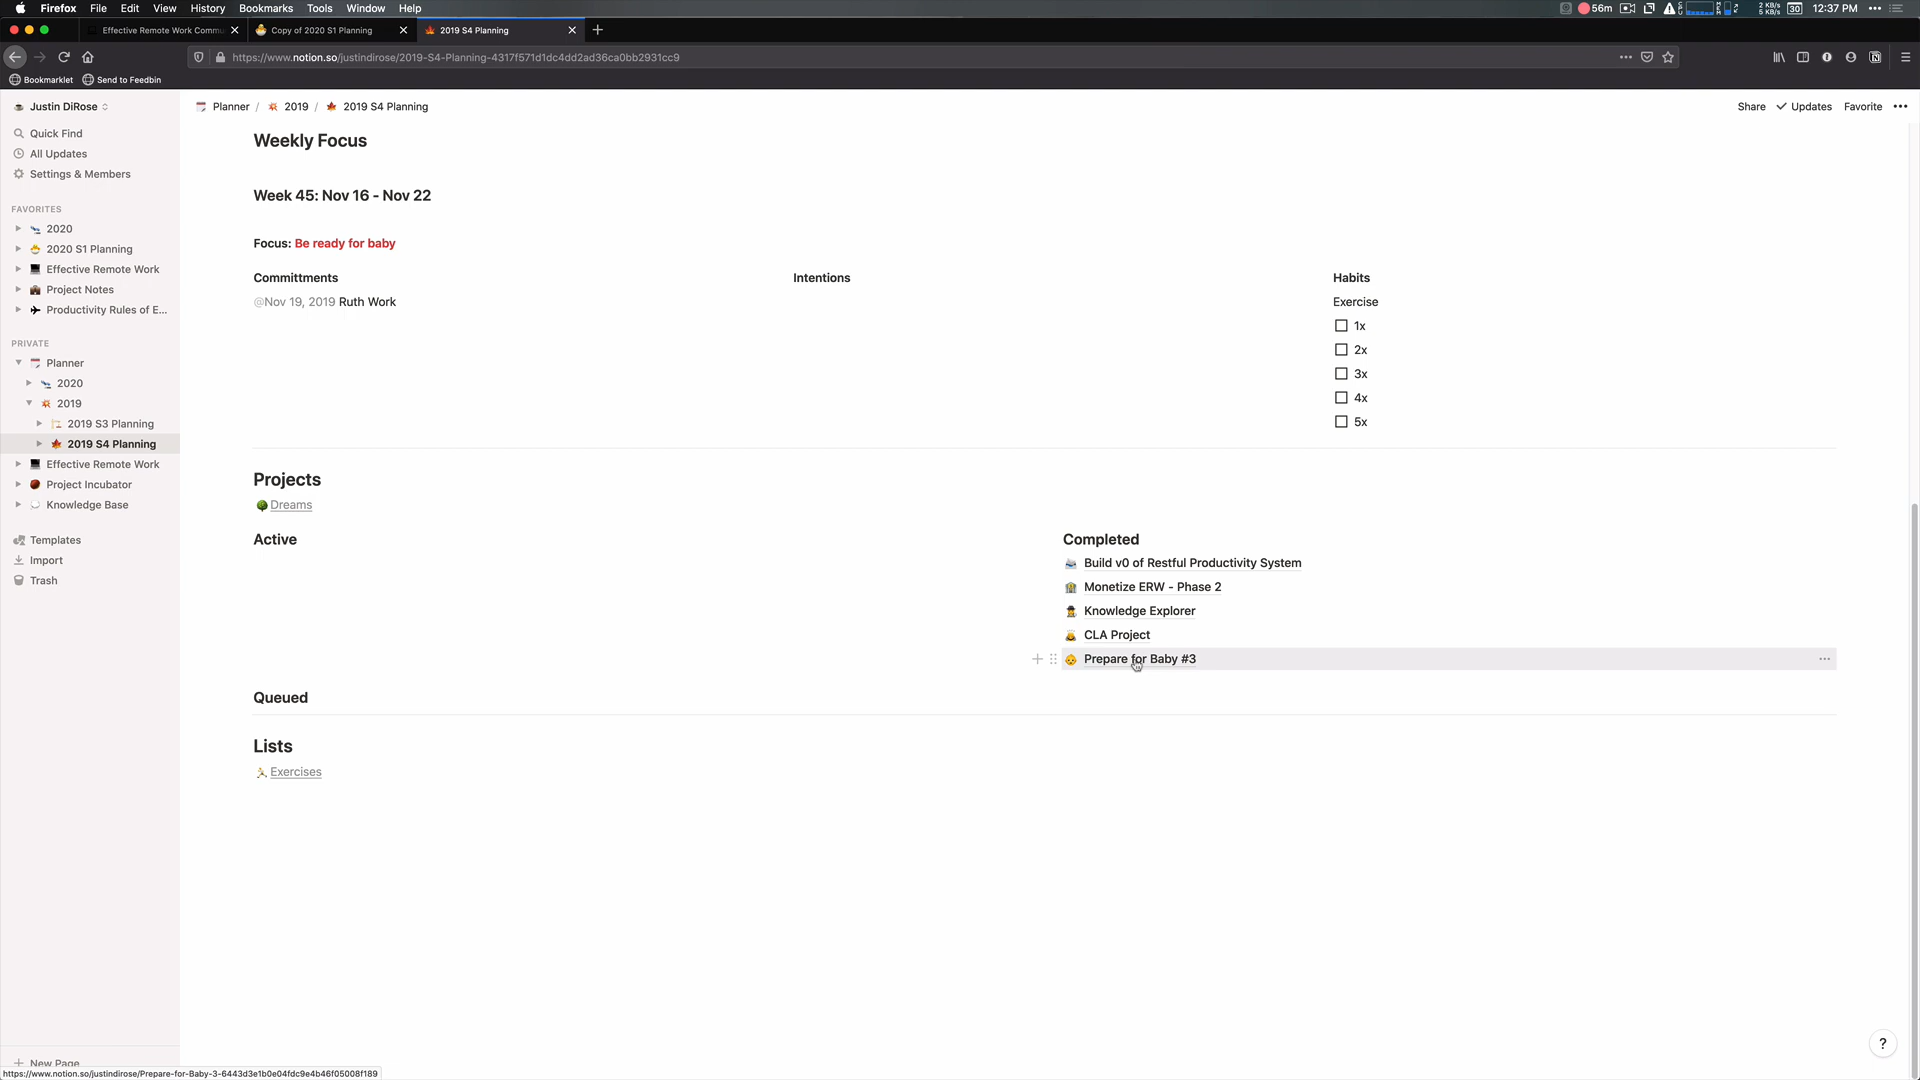 Firefox File Edit View History Bookmarks Tools Window Help
56m 2 KB/s 5 KB/s 30 12:37 PM
Effective Remote Work Commu
Copy of 2020 S1 Planning
2019 S4 Planning
https://www.notion.so/justindirose/2019-S4-Planning-4317f571d1dc4dd2ad36ca0bb2931cc9
Bookmarklet Send to Feedbin
Justin DiRose
Quick Find
All Updates
Settings & Members
FAVORITES
2020
2020 S1 Planning
Effective Remote Work
Project Notes
Productivity Rules of E...
PRIVATE
Planner
2020
2019
2019 S3 Planning
2019 S4 Planning
Effective Remote Work
Project Incubator
Knowledge Base
Templates
Import
Trash
New Page
Planner / 2019 / 2019 S4 Planning
Share Updates Favorite
Weekly Focus
Week 45: Nov 16 - Nov 22
Focus: Be ready for baby
Committments
@Nov 19, 2019 Ruth Work
Intentions
Habits
Exercise
1x
2x
3x
4x
5x
Projects
Dreams
Active
Completed
Build v0 of Restful Productivity System
Monetize ERW - Phase 2
Knowledge Explorer
CLA Project
Prepare for Baby #3
Queued
Lists
Exercises
?
https://www.notion.so/justindirose/Prepare-for-Baby-3-6443d3e1b0e04fdc9e4b46f05008f189